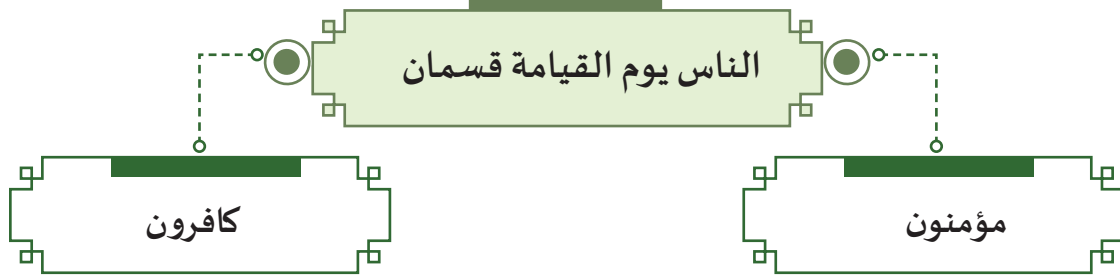 الناس يوم القيامة قسمان
مؤمنون
كافرون